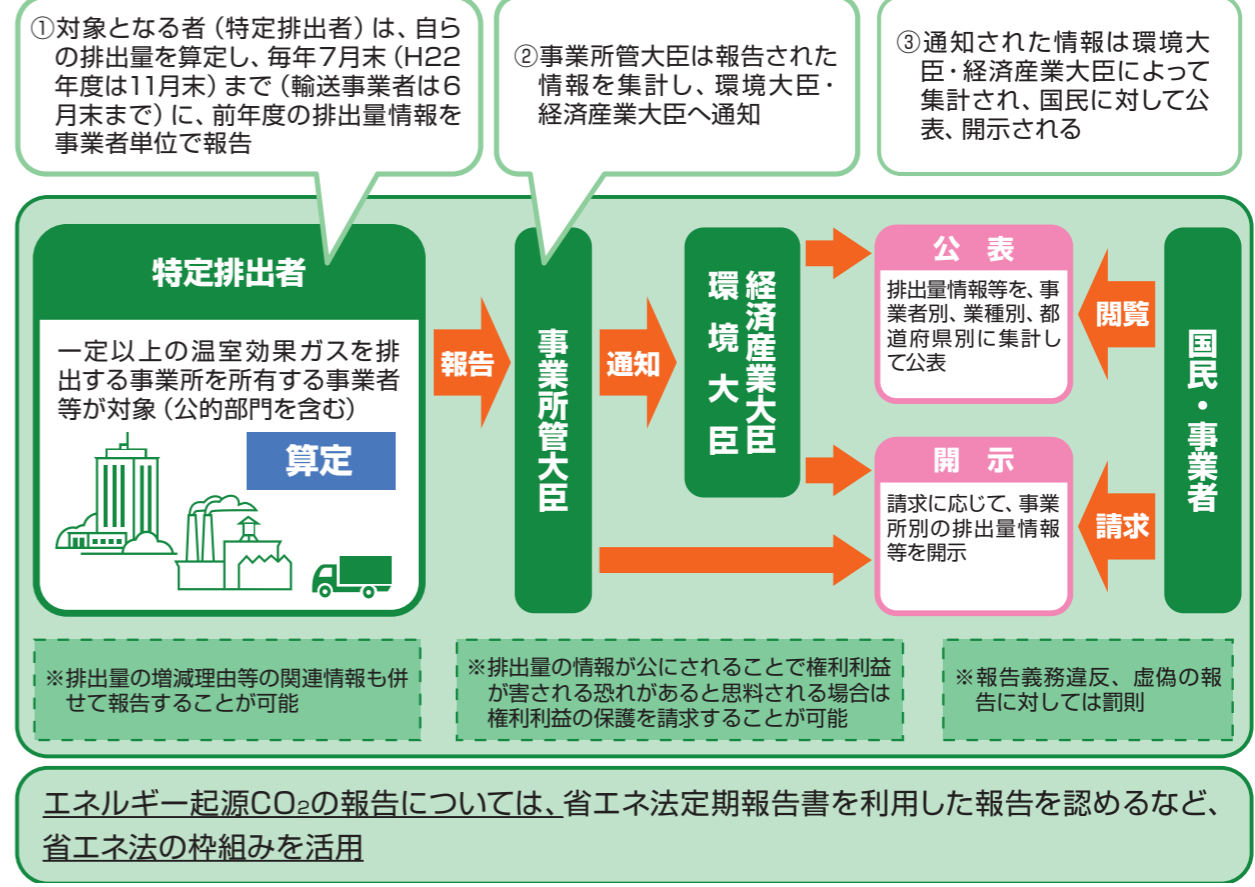 ①対象となる者（特定排出者）は、自ら
の排出量を算定し、毎年7月末（H22
年度は11月末）まで（輸送事業者は6
月末まで）に、前年度の排出量情報を
事業者単位で報告
②事業所管大臣は報告された
情報を集計し、環境大臣・
経済産業大臣へ通知
③通知された情報は環境大
臣・経済産業大臣によって
集計され、国民に対して公
表、開示される
特定排出者
一定以上の温室効果ガスを排
出する事業所を所有する事業者
等が対象（公的部門を含む）
算定
報告
事業所管大臣
通知
経済産業大臣
環境大臣
公　表
排出量情報等を、事
業者別、業種別、都
道府県別に集計し
て公表
開　示
請求に応じて、事業
所別の排出量情報
等を開示
閲覧
請求
国民・事業者
※排出量の増減理由等の関連情報も併
せて報告することが可能
※排出量の情報が公にされることで権利利益
が害される恐れがあると思料される場合は
権利利益の保護を請求することが可能
※報告義務違反、虚偽の報
告に対しては罰則
エネルギー起源CO₂の報告については、省エネ法定期報告書を利用した報告を認めるなど、
省エネ法の枠組みを活用